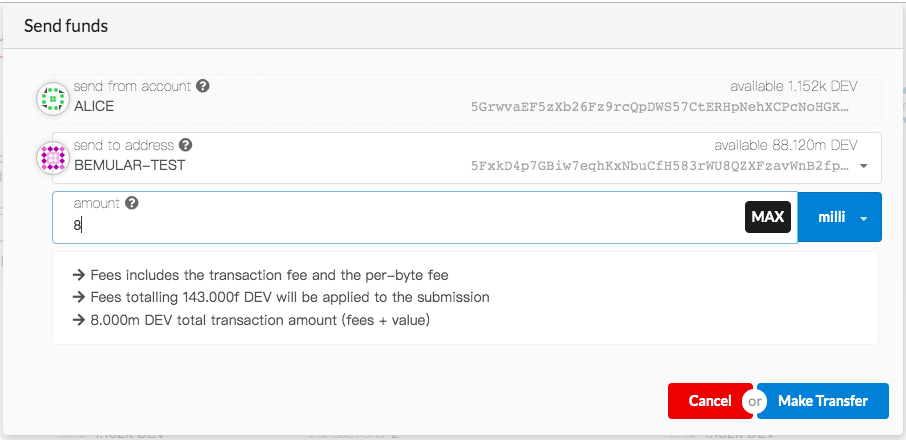 Send funds
send from account
available 1.152k DEV
ALICE
5GrwvaEF5zXb26Fz9rcQpDWS57CtERHpNehXCPcNoHGK…
send to address
available 88.120m DEV
BEMULAR-TEST
5FxkD4p7GBiw7eqhKxNbuCfH583rWU8QZXFzavWnB2fp…
amount
8
MAX
milli
→ Fees includes the transaction fee and the per-byte fee
→ Fees totalling 143.000f DEV will be applied to the submission
→ 8.000m DEV total transaction amount (fees + value)
Cancel
or
Make Transfer